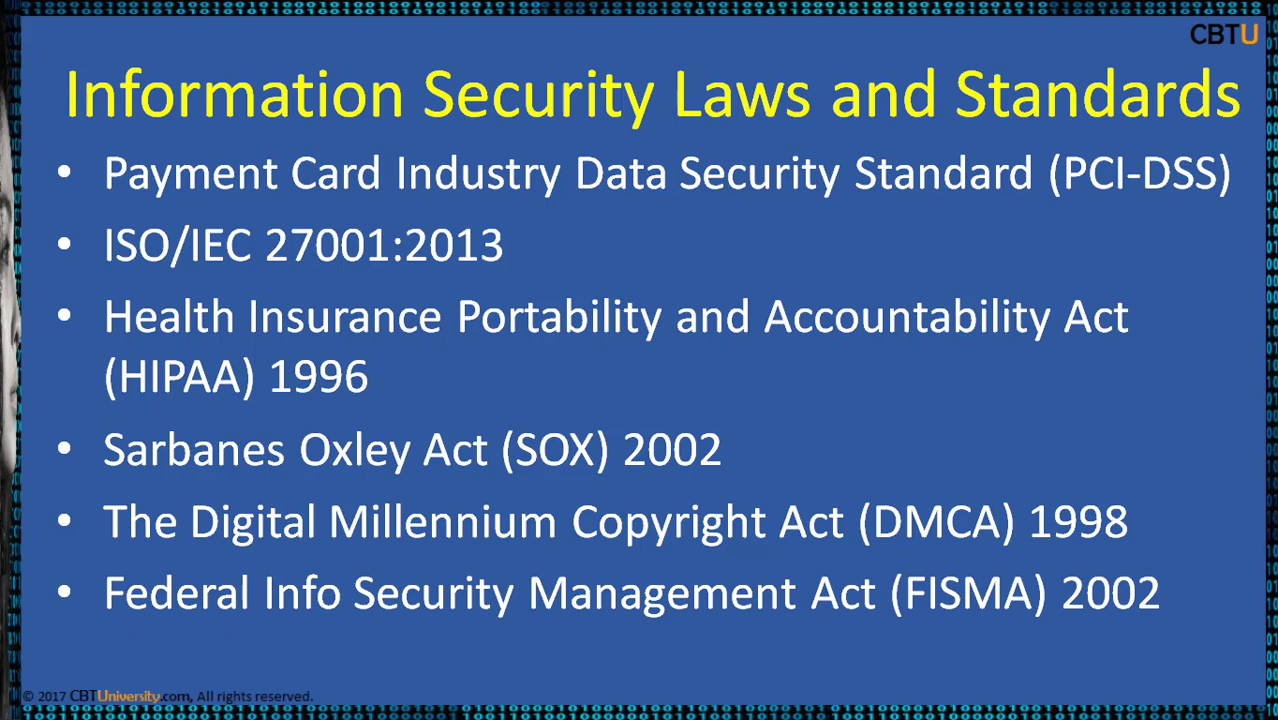 CBTU
Information Security Laws and Standards
• Payment Card Industry Data Security Standard (PCI-DSS)
• ISO/IEC 27001:2013
• Health Insurance Portability and Accountability Act
(HIPAA) 1996
• Sarbanes Oxley Act (SOX) 2002
• The Digital Millennium Copyright Act (DMCA) 1998
• Federal Info Security Management Act (FISMA) 2002
© 2017 CBTUniversity.com, All rights reserved.